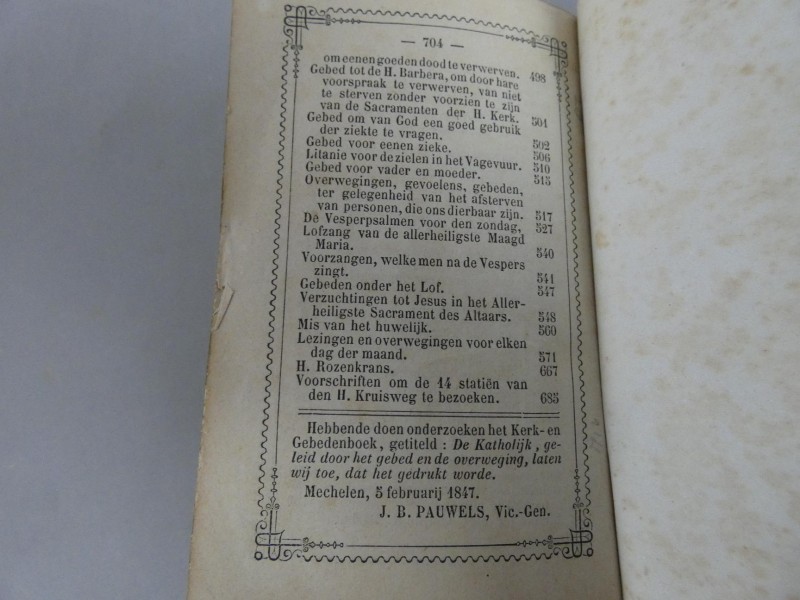 — 704 —
om eenen goeden dood te verwerven. 498
Gebed tot de H. Barbera, om door hare
voorspraak te verwerven, van niet
te sterven zonder voorzien te zijn
van de Sacramenten der H. Kerk. 501
Gebed om van God een goed gebruik
der ziekte te vragen. 502
Gebed voor eenen zieke. 506
Litanie voor de zielen in het Vagevuur. 510
Gebed voor vader en moeder. 515
Overwegingen, gevoelens, gebeden,
ter gelegenheid van het afsterven
van personen, die ons dierbaar zijn. 517
De Vesperpsalmen voor den zondag, 527
Lofzang van de allerheiligste Maagd
Maria. 540
Voorzangen, welke men na de Vespers
zingt. 541
Gebeden onder het Lof. 547
Verzuchtingen tot Jesus in het Aller-
heiligste Sacrament des Altaars. 548
Mis van het huwelijk. 560
Lezingen en overwegingen voor elken
dag der maand. 571
H. Rozenkrans. 667
Voorschriften om de 14 statiën van
den H. Kruisweg te bezoeken. 685
Hebbende doen onderzoeken het Kerk- en
Gebedenboek, getiteld : De Katholijk, ge-
leid door het gebed en de overweging, laten
wij toe, dat het gedrukt worde.
Mechelen, 5 februarij 1847.
J. B. PAUWELS, Vic.-Gen.